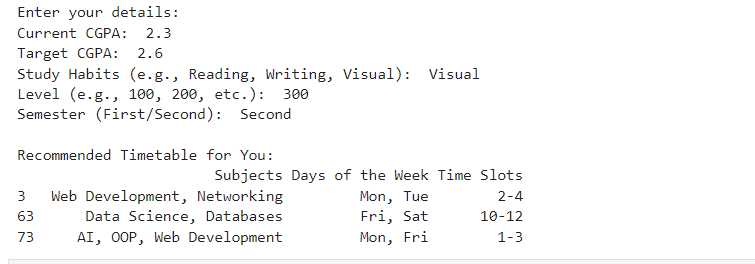 Enter your details:
Current CGPA: 2.3
Target CGPA: 2.6
Study Habits (e.g., Reading, Writing, Visual): Visual
Level (e.g., 100, 200, etc.): 300
Semester (First/Second): Second
Recommended Timetable for You:
Subjects Days of the Week Time Slots
3 Web Development, Networking Mon, Tue 2-4
63 Data Science, Databases Fri, Sat 10-12
73 AI, OOP, Web Development Mon, Fri 1-3